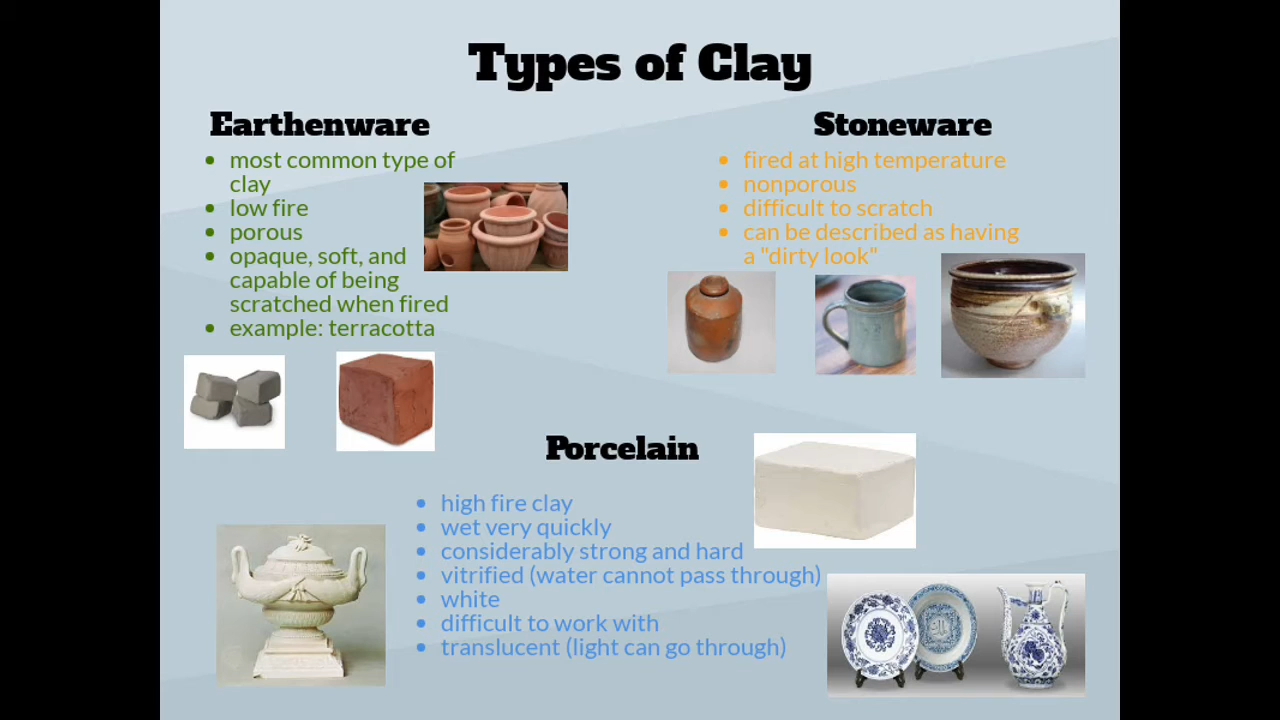 Types of Clay
Earthenware
• most common type of
clay
• low fire
• porous
• opaque, soft, and
capable of being
scratched when fired
• example: terracotta
Stoneware
• fired at high temperature
• nonporous
• difficult to scratch
• can be described as having
a "dirty look"
Porcelain
• high fire clay
• wet very quickly
• considerably strong and hard
• vitrified (water cannot pass through)
• white
• difficult to work with
• translucent (light can go through)